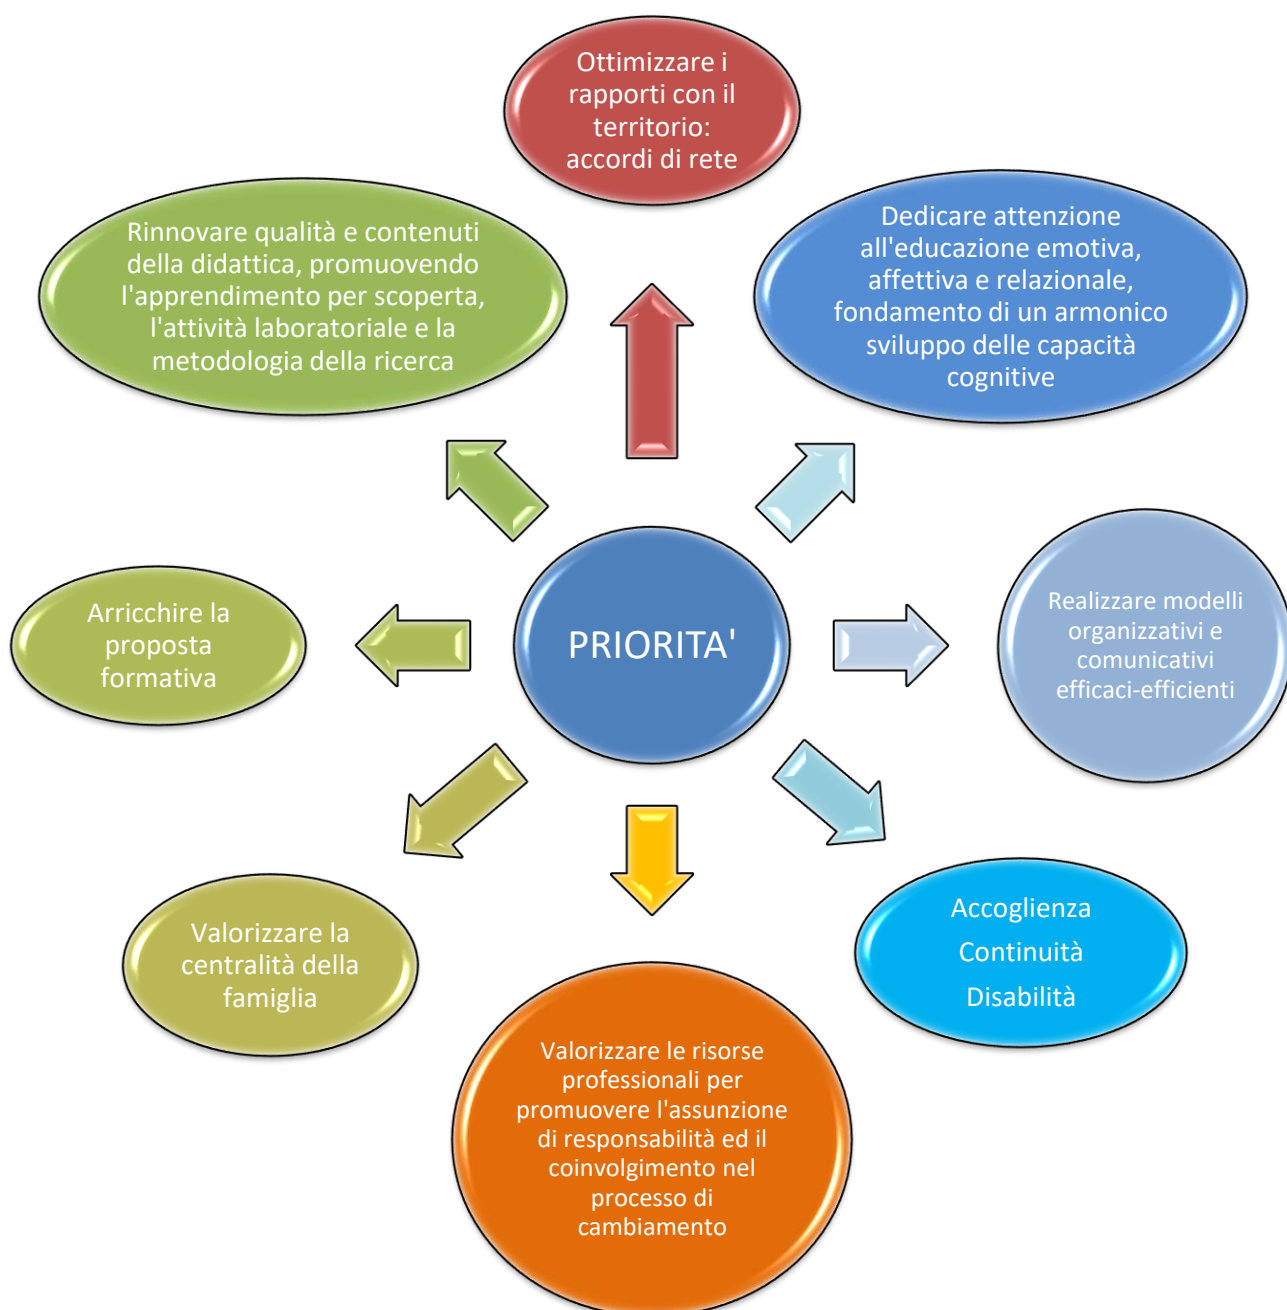 Ottimizzare i
rapporti con il
territorio:
accordi di rete
Dedicare attenzione
all'educazione emotiva,
affettiva e relazionale,
fondamento di un armonico
sviluppo delle capacità
cognitive
Realizzare modelli
organizzativi e
comunicativi
efficaci-efficienti
Accoglienza
Continuità
Disabilità
Valorizzare le risorse
professionali per
promuovere l'assunzione
di responsabilità ed il
coinvolgimento nel
processo di
cambiamento
Valorizzare la
centralità della
famiglia
Arricchire la
proposta
formativa
Rinnovare qualità e contenuti
della didattica, promuovendo
l'apprendimento per scoperta,
l'attività laboratoriale e la
metodologia della ricerca
PRIORITA'